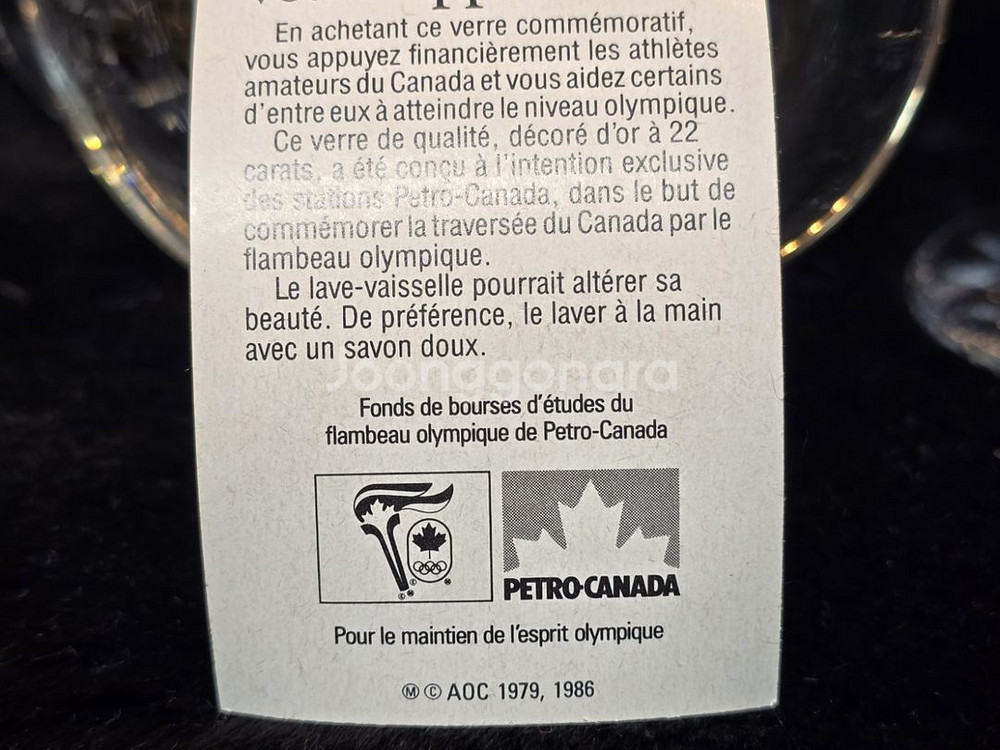 En achetant ce verre commémoratif,
vous appuyez financièrement les athlètes
amateurs du Canada et vous aidez certains
d'entre eux à atteindre le niveau olympique.
Ce verre de qualité, décoré d'or à 22
carats, a été conçu à l'intention exclusive
des stations Petro-Canada, dans le but de
commémorer la traversée du Canada par le
flambeau olympique.
Le lave-vaisselle pourrait altérer sa
beauté. De préférence, le laver à la main
avec un savon doux.
Joonggonara
Fonds de bourses d'études du
flambeau olympique de Petro-Canada
PETRO-CANADA
Pour le maintien de l'esprit olympique
Ⓜ © AOC 1979, 1986